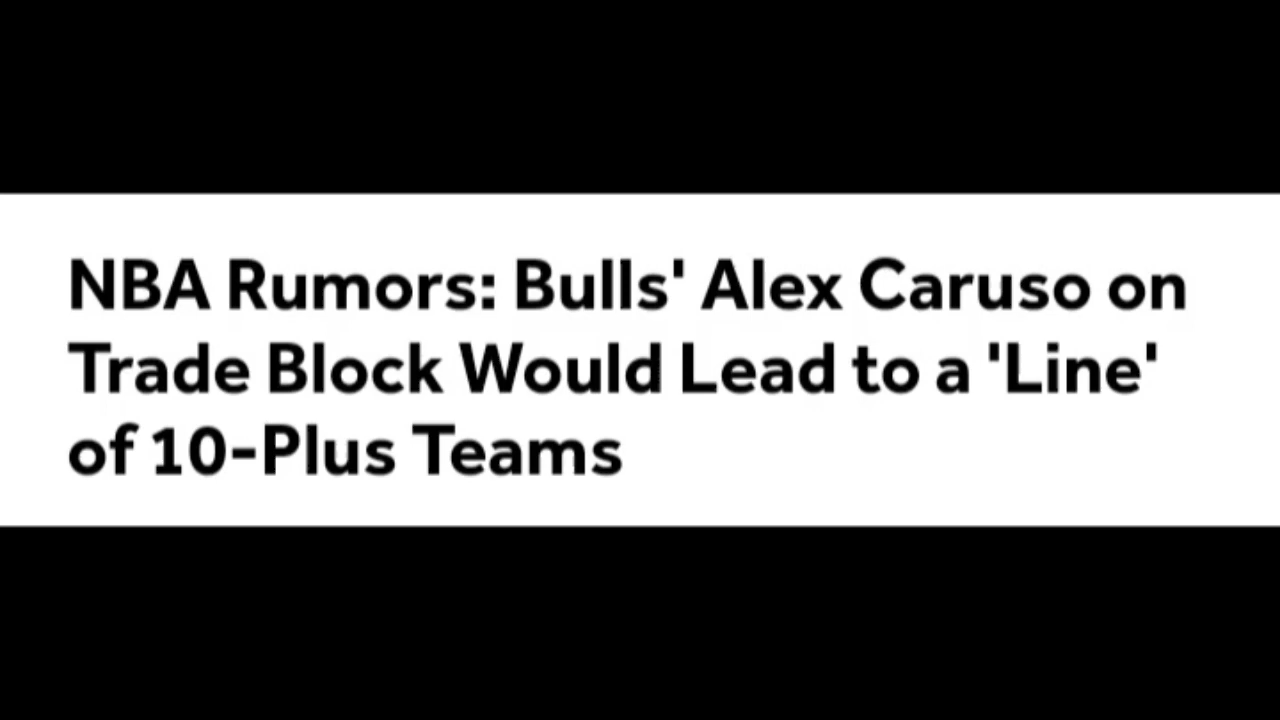 NBA Rumors: Bulls' Alex Caruso on
Trade Block Would Lead to a 'Line'
of 10-Plus Teams